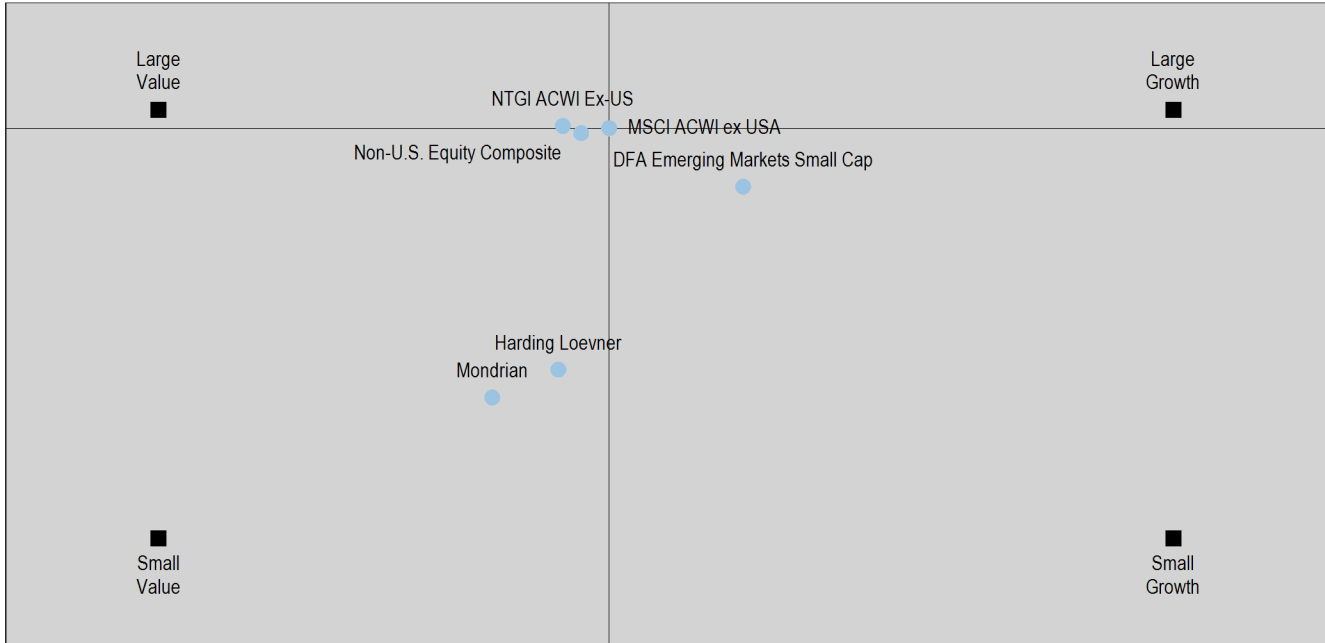 Large
Value
Large
Growth
NTGI ACWI Ex-US
MSCI ACWI ex USA
Non-U.S. Equity Composite
DFA Emerging Markets Small Cap
Harding Loevner
Mondrian
Small
Value
Small
Growth